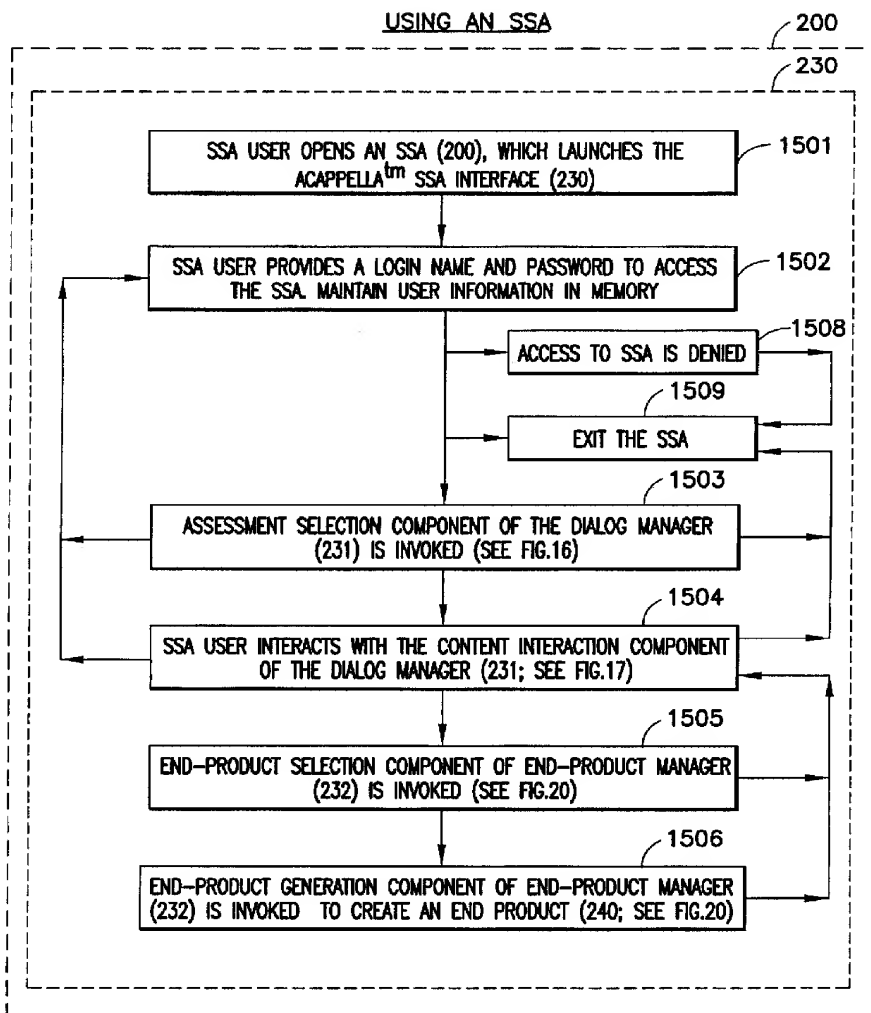 USING AN SSA
200
230
SSA USER OPENS AN SSA (200), WHICH LAUNCHES THE
ACAPPELLAtm SSA INTERFACE (230)
1501
SSA USER PROVIDES A LOGIN NAME AND PASSWORD TO ACCESS
THE SSA. MAINTAIN USER INFORMATION IN MEMORY
1502
1508
ACCESS TO SSA IS DENIED
1509
EXIT THE SSA
1503
ASSESSMENT SELECTION COMPONENT OF THE DIALOG MANAGER
(231) IS INVOKED (SEE FIG.16)
1504
SSA USER INTERACTS WITH THE CONTENT INTERACTION COMPONENT
OF THE DIALOG MANAGER (231; SEE FIG.17)
1505
END-PRODUCT SELECTION COMPONENT OF END-PRODUCT MANAGER
(232) IS INVOKED (SEE FIG.20)
1506
END-PRODUCT GENERATION COMPONENT OF END-PRODUCT MANAGER
(232) IS INVOKED TO CREATE AN END PRODUCT (240; SEE FIG.20)